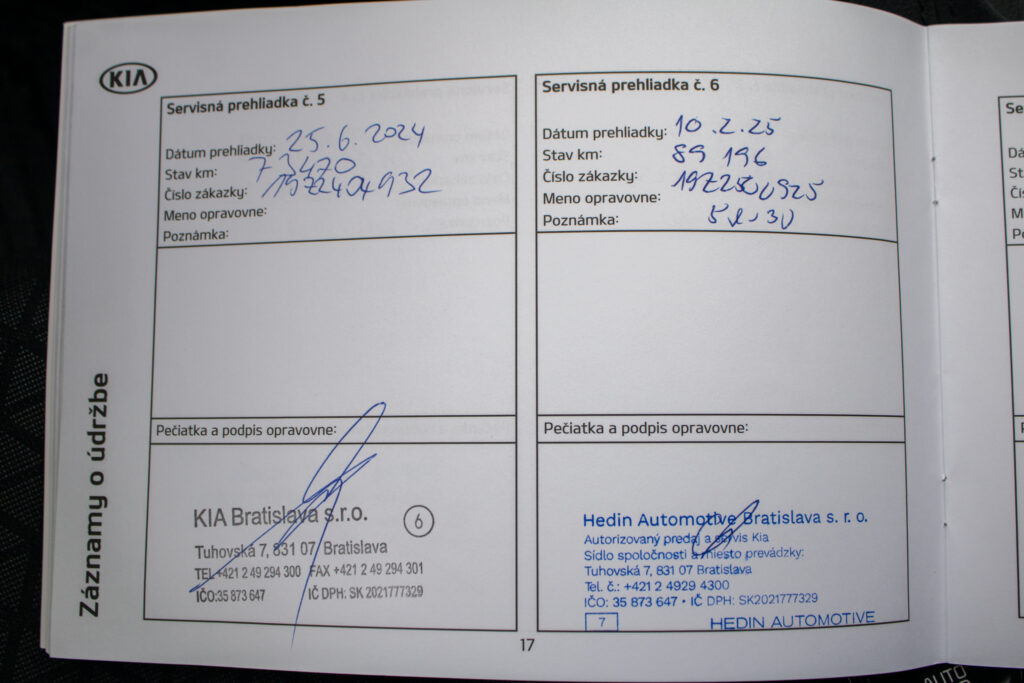 KIA
Záznamy o údržbe
Servisná prehliadka č. 5
Dátum prehliadky: 25.6.2024
Stav km: 73470
Číslo zákazky: 1972404932
Meno opravovne:
Poznámka:
Pečiatka a podpis opravovne:
KIA Bratislava s.r.o. 6
Tuhovská 7, 831 07 Bratislava
TEL +421 2 49 294 300 FAX +421 2 49 294 301
IČO:35 873 647 IČ DPH: SK 2021777329
Servisná prehliadka č. 6
Dátum prehliadky: 10.2.25
Stav km: 89 196
Číslo zákazky: 1972500925
Meno opravovne:
Poznámka:
Pečiatka a podpis opravovne:
Hedin Automotive Bratislava s. r. o.
Autorizovaný predaj a servis Kia
Sídlo spoločnosti a miesto prevádzky:
Tuhovská 7, 831 07 Bratislava
Tel. č.: +421 2 4929 4300
IČO: 35 873 647 • IČ DPH: SK2021777329
7 HEDIN AUTOMOTIVE
17